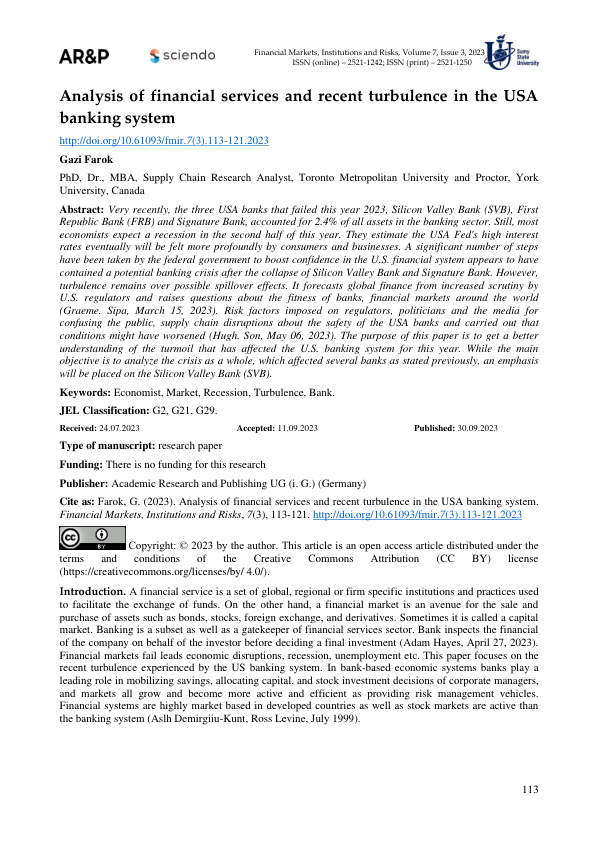 AR&P
sciendo
Financial Markets, Institutions and Risks, Volume 7, Issue 3, 2023
ISSN (online) – 2521-1242; ISSN (print) – 2521-1250
Sumy
State
University
Analysis of financial services and recent turbulence in the USA
banking system
http://doi.org/10.61093/fmir.7(3).113-121.2023
Gazi Farok
PhD, Dr., MBA, Supply Chain Research Analyst, Toronto Metropolitan University and Proctor, York
University, Canada
Abstract: Very recently, the three USA banks that failed this year 2023, Silicon Valley Bank (SVB), First
Republic Bank (FRB) and Signature Bank, accounted for 2.4% of all assets in the banking sector. Still, most
economists expect a recession in the second half of this year. They estimate the USA Fed's high interest
rates eventually will be felt more profoundly by consumers and businesses. A significant number of steps
have been taken by the federal government to boost confidence in the U.S. financial system appears to have
contained a potential banking crisis after the collapse of Silicon Valley Bank and Signature Bank. However,
turbulence remains over possible spillover effects. It forecasts global finance from increased scrutiny by
U.S. regulators and raises questions about the fitness of banks, financial markets around the world
(Graeme. Sipa, March 15, 2023). Risk factors imposed on regulators, politicians and the media for
confusing the public, supply chain disruptions about the safety of the USA banks and carried out that
conditions might have worsened (Hugh. Son, May 06, 2023). The purpose of this paper is to get a better
understanding of the turmoil that has affected the U.S. banking system for this year. While the main
objective is to analyze the crisis as a whole, which affected several banks as stated previously, an emphasis
will be placed on the Silicon Valley Bank (SVB).
Keywords: Economist, Market, Recession, Turbulence, Bank.
JEL Classification: G2, G21, G29.
Received: 24.07.2023 Accepted: 11.09.2023 Published: 30.09.2023
Type of manuscript: research paper
Funding: There is no funding for this research
Publisher: Academic Research and Publishing UG (i. G.) (Germany)
Cite as: Farok, G. (2023). Analysis of financial services and recent turbulence in the USA banking system.
Financial Markets, Institutions and Risks, 7(3), 113-121. http://doi.org/10.61093/fmir.7(3).113-121.2023
cc BY Copyright: © 2023 by the author. This article is an open access article distributed under the
terms and conditions of the Creative Commons Attribution (CC BY) license
(https://creativecommons.org/licenses/by/ 4.0/).
Introduction. A financial service is a set of global, regional or firm specific institutions and practices used
to facilitate the exchange of funds. On the other hand, a financial market is an avenue for the sale and
purchase of assets such as bonds, stocks, foreign exchange, and derivatives. Sometimes it is called a capital
market. Banking is a subset as well as a gatekeeper of financial services sector. Bank inspects the financial
of the company on behalf of the investor before deciding a final investment (Adam Hayes, April 27, 2023).
Financial markets fail leads economic disruptions, recession, unemployment etc. This paper focuses on the
recent turbulence experienced by the US banking system. In bank-based economic systems banks play a
leading role in mobilizing savings, allocating capital, and stock investment decisions of corporate managers,
and markets all grow and become more active and efficient as providing risk management vehicles.
Financial systems are highly market based in developed countries as well as stock markets are active than
the banking system (Aslh Demirgiiu-Kunt, Ross Levine, July 1999).
113